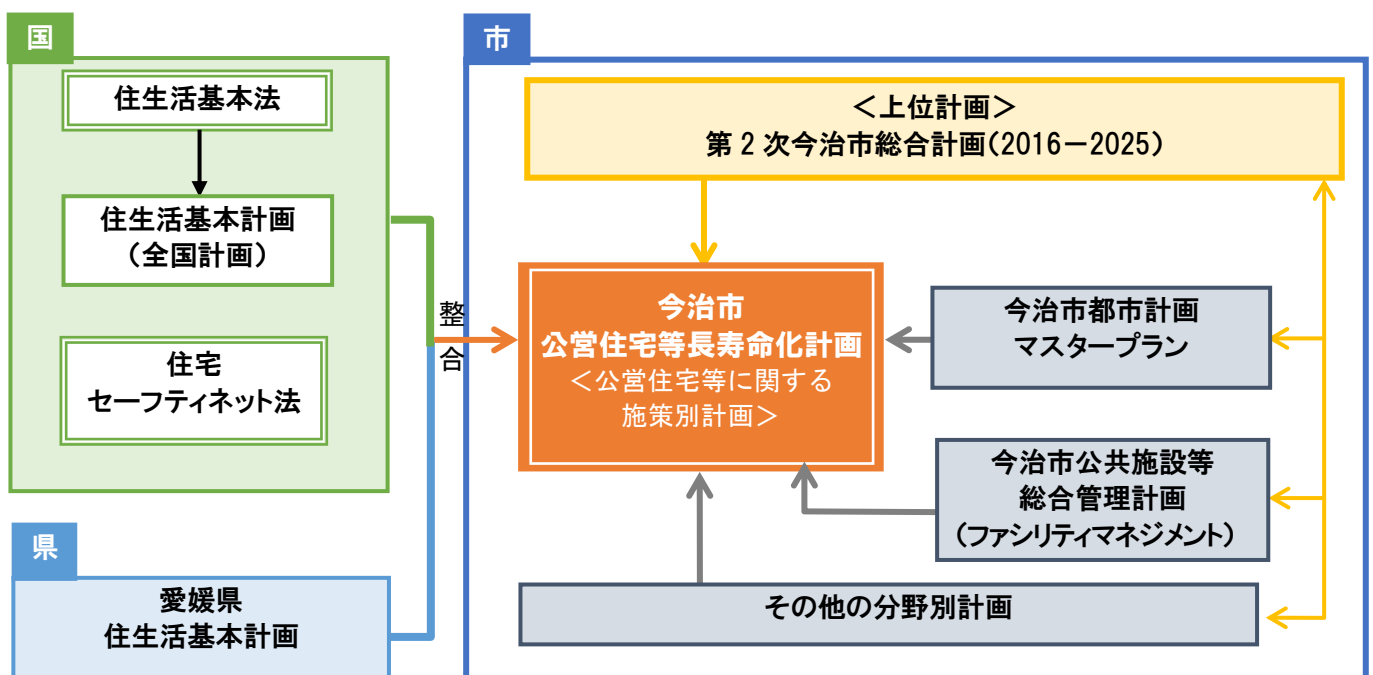 国
住生活基本法
住生活基本計画
（全国計画）
住宅
セーフティネット法
県
愛媛県
住生活基本計画
整
合
市
＜上位計画＞
第2次今治市総合計画(2016－2025)
今治市
公営住宅等長寿命化計画
＜公営住宅等に関する
施策別計画＞
今治市都市計画
マスタープラン
今治市公共施設等
総合管理計画
（ファシリティマネジメント）
その他の分野別計画